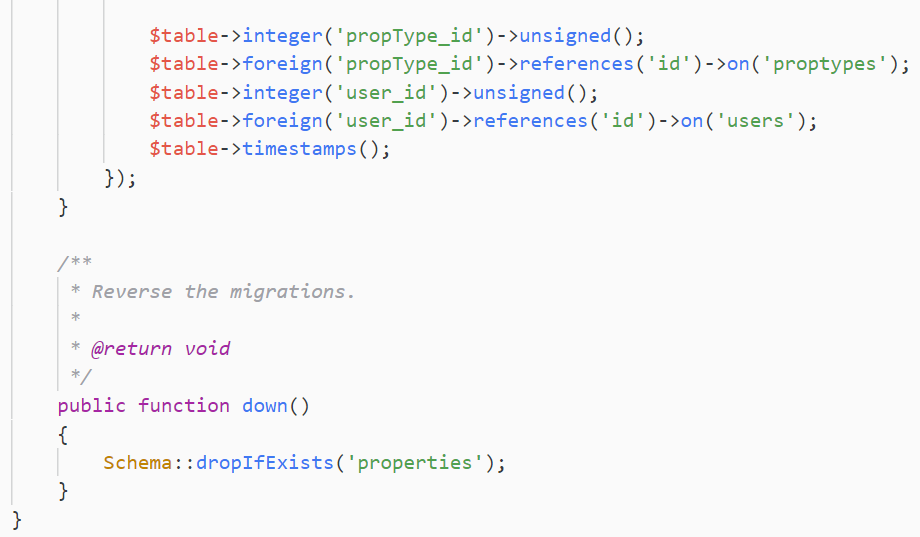 $table->integer('propType_id')->unsigned();
$table->foreign('propType_id')->references('id')->on('proptypes');
$table->integer('user_id')->unsigned();
$table->foreign('user_id')->references('id')->on('users');
$table->timestamps();
});
}
/**
* Reverse the migrations.
*
* @return void
*/
public function down()
{
Schema::dropIfExists('properties');
}
}